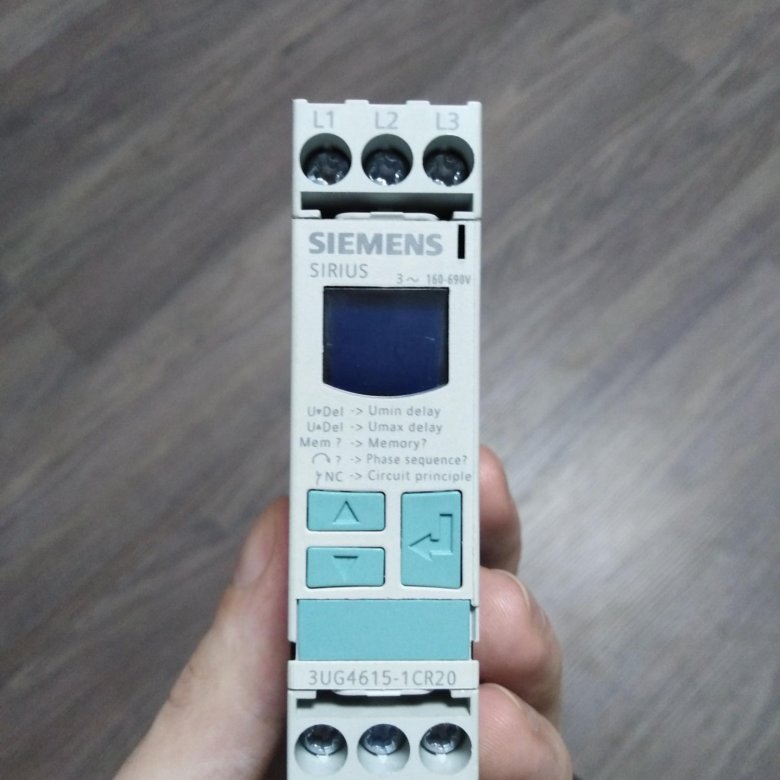 L1 L2 L3
SIEMENS
SIRIUS 3 ~ 160-690V
U▾Del -> Umin delay
U▴Del -> Umax delay
Mem ? -> Memory?
↷ ? -> Phase sequence?
NC -> Circuit principle
3UG4615-1CR20